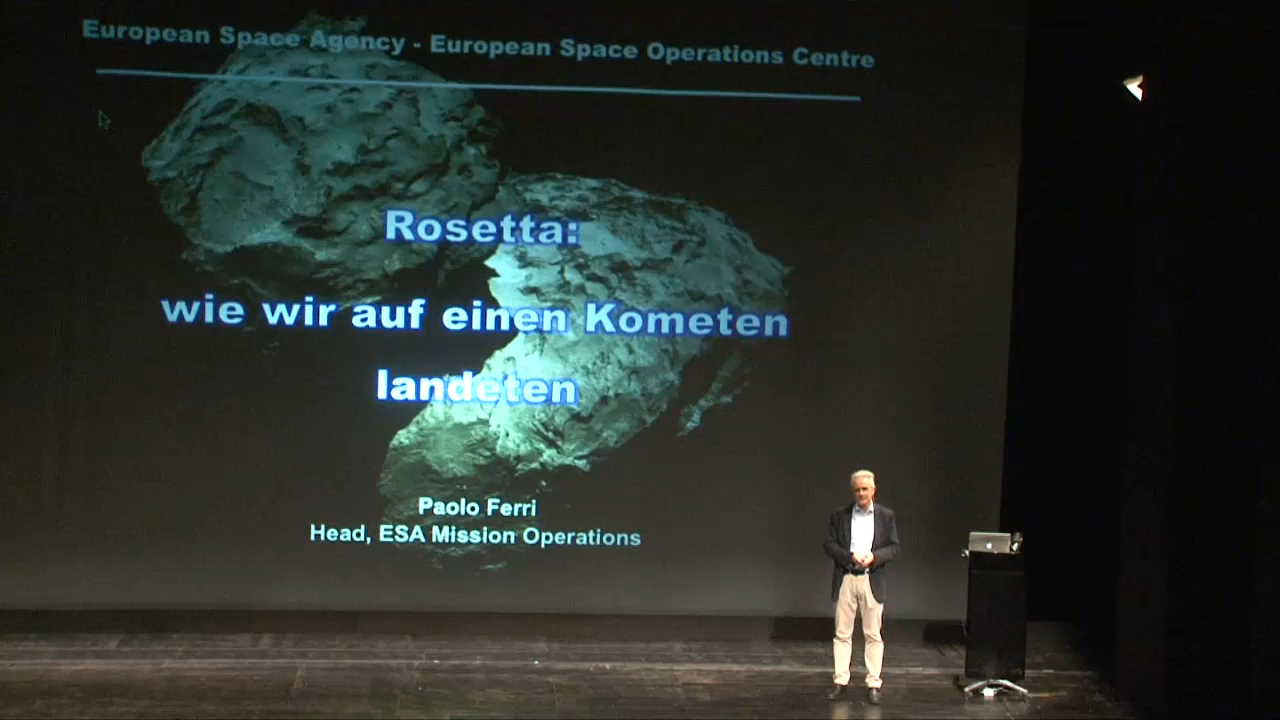 European Space Agency - European Space Operations Centre
Rosetta:
wie wir auf einen Kometen
landeten
Paolo Ferri
Head, ESA Mission Operations